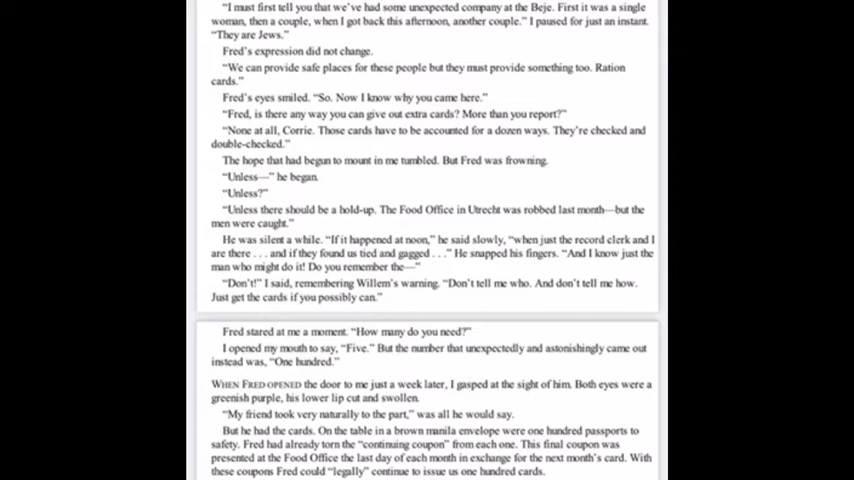 “I must first tell you that we’ve had some unexpected company at the Beje. First it was a single
woman, then a couple, when I got back this afternoon, another couple.” I paused for just an instant.
“They are Jews.”
Fred’s expression did not change.
“We can provide safe places for these people but they must provide something too. Ration
cards.”
Fred’s eyes smiled. “So. Now I know why you came here.”
“Fred, is there any way you can give out extra cards? More than you report?”
“None at all, Corrie. Those cards have to be accounted for a dozen ways. They’re checked and
double-checked.”
The hope that had begun to mount in me tumbled. But Fred was frowning.
“Unless—” he began.
“Unless?”
“Unless there should be a hold-up. The Food Office in Utrecht was robbed last month—but the
men were caught.”
He was silent a while. “If it happened at noon,” he said slowly, “when just the record clerk and I
are there . . . and if they found us tied and gagged . . .” He snapped his fingers. “And I know just the
man who might do it! Do you remember the—”
“Don’t!” I said, remembering Willem’s warning. “Don’t tell me who. And don’t tell me how.
Just get the cards if you possibly can.”
Fred stared at me a moment. “How many do you need?”
I opened my mouth to say, “Five.” But the number that unexpectedly and astonishingly came out
instead was, “One hundred.”
WHEN FRED OPENED the door to me just a week later, I gasped at the sight of him. Both eyes were a
greenish purple, his lower lip cut and swollen.
“My friend took very naturally to the part,” was all he would say.
But he had the cards. On the table in a brown manila envelope were one hundred passports to
safety. Fred had already torn the “continuing coupon” from each one. This final coupon was
presented at the Food Office the last day of each month in exchange for the next month’s card. With
these coupons Fred could “legally” continue to issue us one hundred cards.